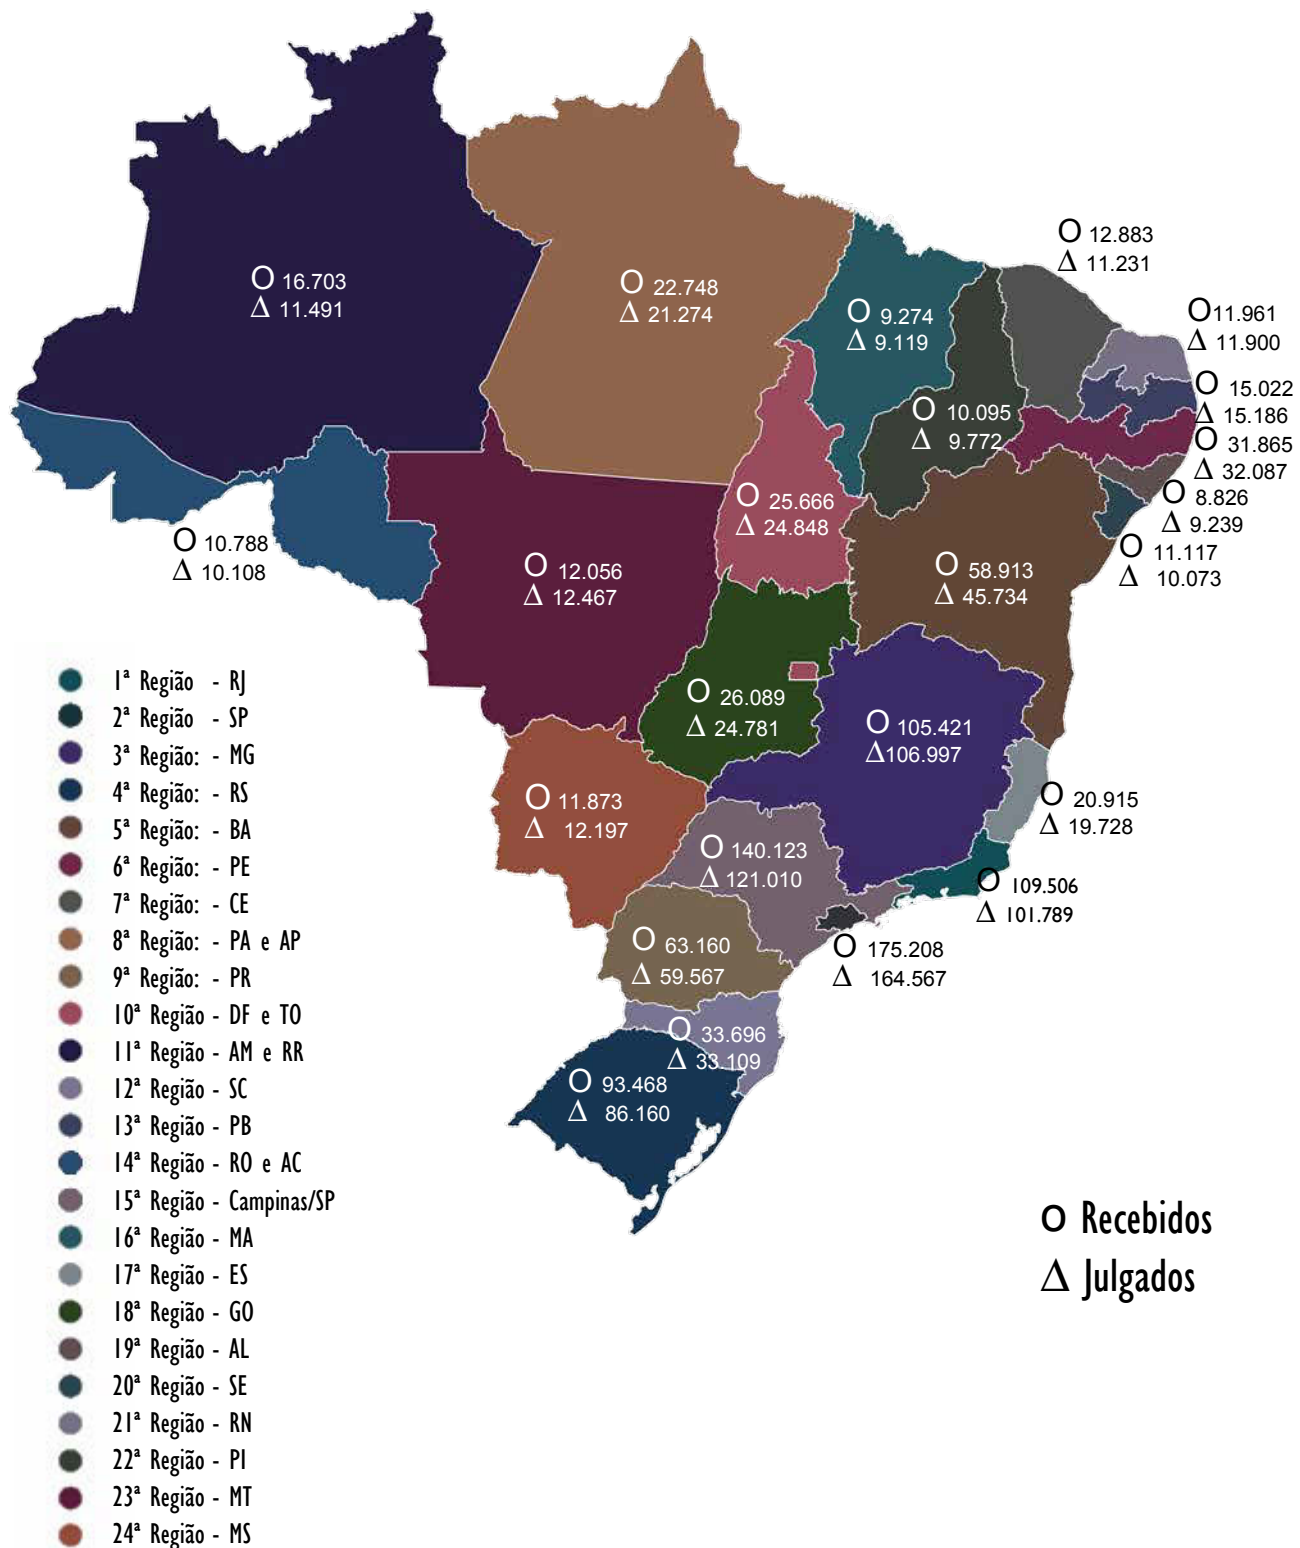 O 12.883
Δ 11.231
O 16.703
Δ 11.491
O 22.748
Δ 21.274
O 9.274
Δ 9.119
O11.961
Δ 11.900
O 15.022
Δ 15.186
O 10.095
Δ 9.772
O 31.865
Δ 32.087
O 25.666
Δ 24.848
O 8.826
Δ 9.239
O 10.788
Δ 10.108
O 12.056
Δ 12.467
O 58.913
Δ 45.734
O 11.117
Δ 10.073
O 26.089
Δ 24.781
O 105.421
Δ106.997
O 11.873
Δ 12.197
O 20.915
Δ 19.728
O 140.123
Δ 121.010
O 109.506
Δ 101.789
O 63.160
Δ 59.567
O 175.208
Δ 164.567
O 33.696
Δ 33.109
O 93.468
Δ 86.160
1ª Região - RJ
2ª Região - SP
3ª Região: - MG
4ª Região: - RS
5ª Região: - BA
6ª Região: - PE
7ª Região: - CE
8ª Região: - PA e AP
9ª Região: - PR
10ª Região - DF e TO
11ª Região - AM e RR
12ª Região - SC
13ª Região - PB
14ª Região - RO e AC
15ª Região - Campinas/SP
16ª Região - MA
17ª Região - ES
18ª Região - GO
19ª Região - AL
20ª Região - SE
21ª Região - RN
22ª Região - PI
23ª Região - MT
24ª Região - MS
O Recebidos
Δ Julgados